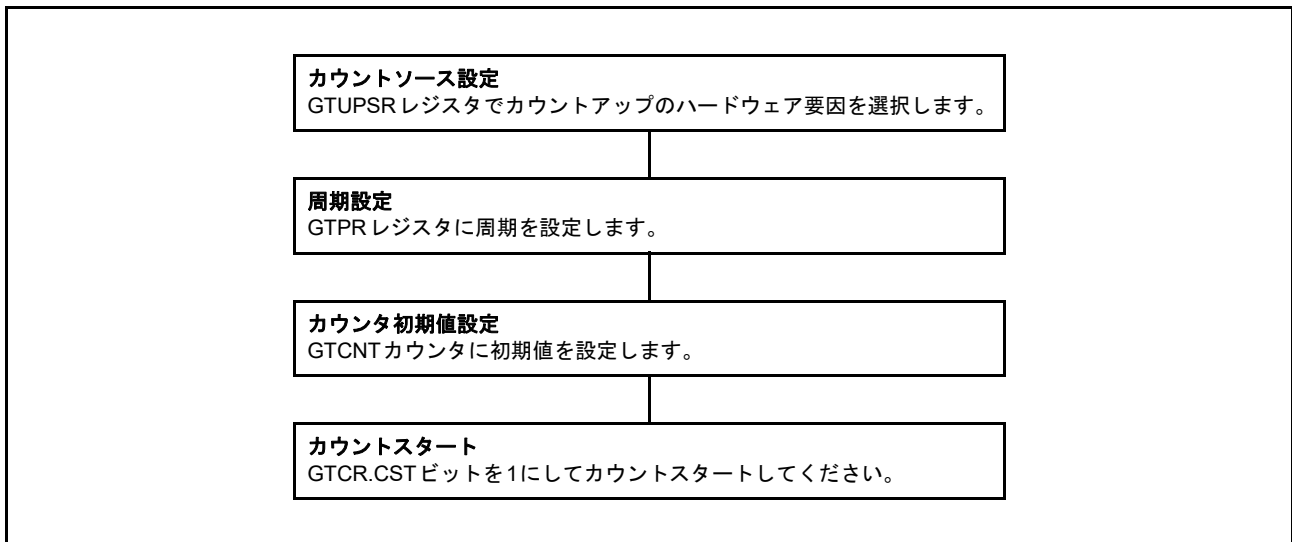 カウントソース設定
GTUPSRレジスタでカウントアップのハードウェア要因を選択します。
周期設定
GTPRレジスタに周期を設定します。
カウンタ初期値設定
GTCNTカウンタに初期値を設定します。
カウントスタート
GTCR.CSTビットを1にしてカウントスタートしてください。